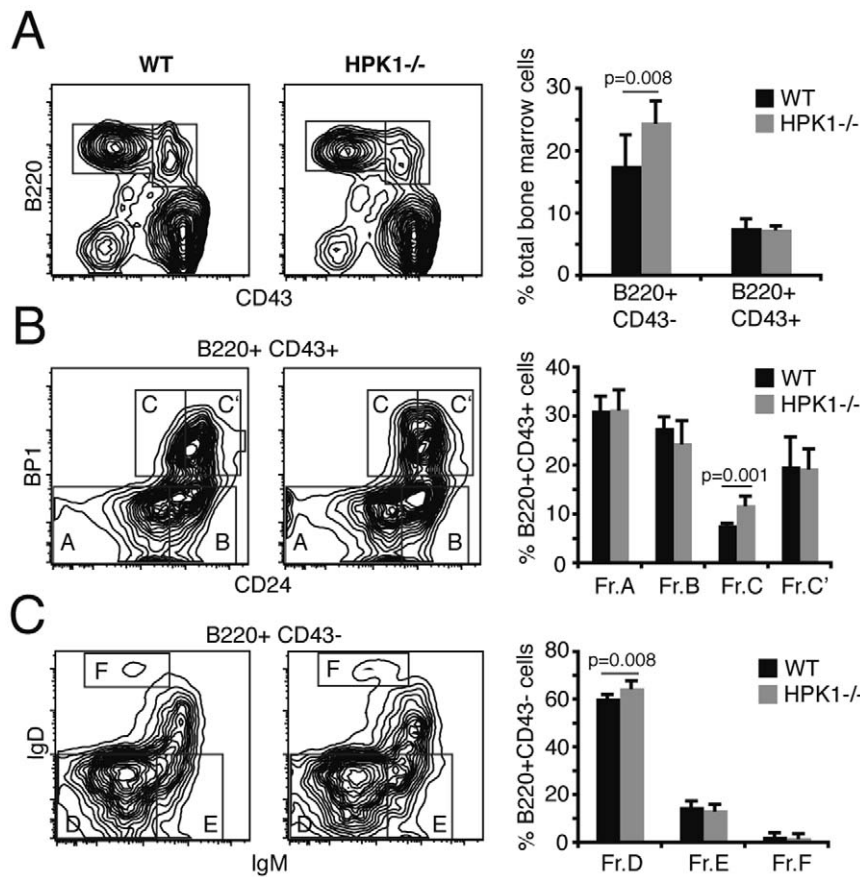 A
WT
HPK1-/-
B220
CD43
% total bone marrow cells
30
20
10
0
p=0.008
WT
HPK1-/-
B220+
CD43-
B220+
CD43+
B
B220+ CD43+
BP1
C
C'
A
B
C
C'
A
B
CD24
% B220+CD43+ cells
40
30
20
10
0
p=0.001
WT
HPK1-/-
Fr.A
Fr.B
Fr.C
Fr.C'
C
B220+ CD43-
IgD
F
D
E
F
D
E
IgM
% B220+CD43- cells
80
60
40
20
0
p=0.008
WT
HPK1-/-
Fr.D
Fr.E
Fr.F